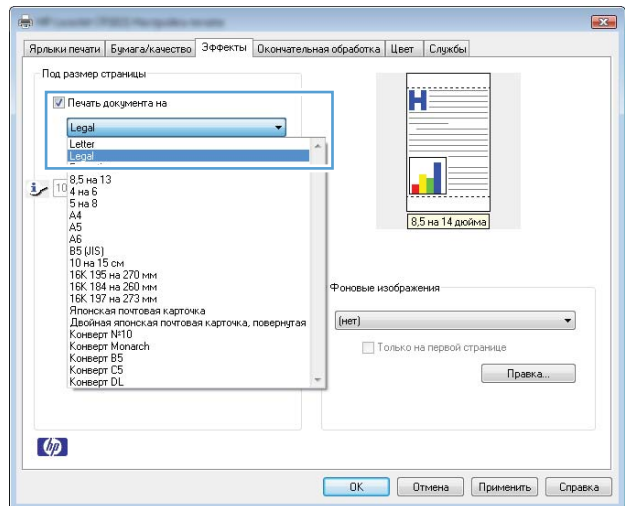 Ярлыки печати Бумага/качество Эффекты Окончательная обработка Цвет Службы
Под размер страницы
Печать документа на
Legal
Letter
Legal
8,5 на 13
4 на 6
5 на 8
A4
A5
A6
B5 (JIS)
10 на 15 см
16K 195 на 270 мм
16K 184 на 260 мм
16K 197 на 273 мм
Японская почтовая карточка
Двойная японская почтовая карточка, повернутая
Конверт №10
Конверт Monarch
Конверт B5
Конверт C5
Конверт DL
10
H
8,5 на 14 дюйма
Фоновые изображения
(нет)
Только на первой странице
Правка...
hp
OK Отмена Применить Справка